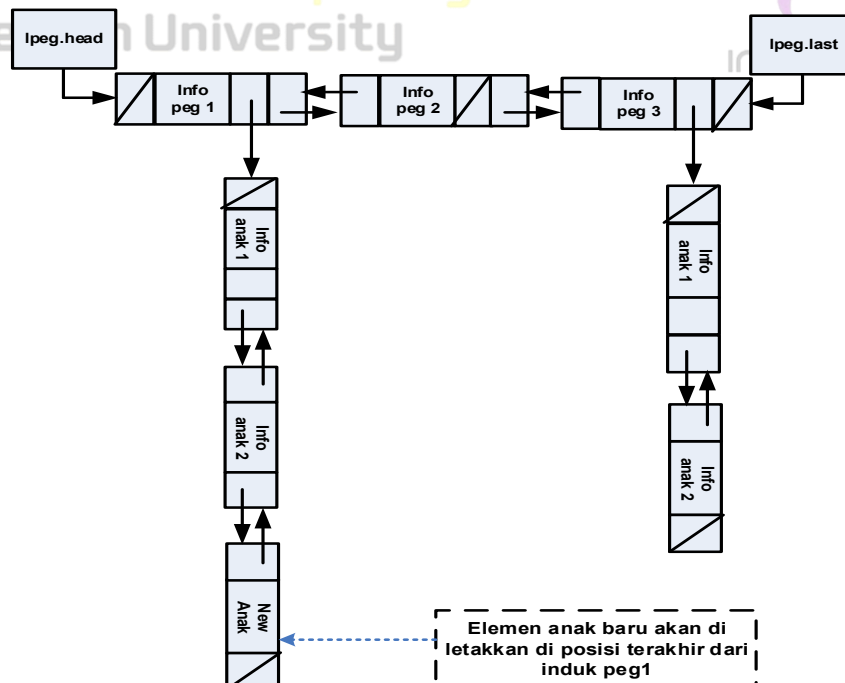 n University
lpeg.head
lpeg.last
Info
peg 1
Info
peg 2
Info
peg 3
Info
anak 1
Info
anak 2
New
Anak
Info
anak 1
Info
anak 2
Elemen anak baru akan di
letakkan di posisi terakhir dari
induk peg1